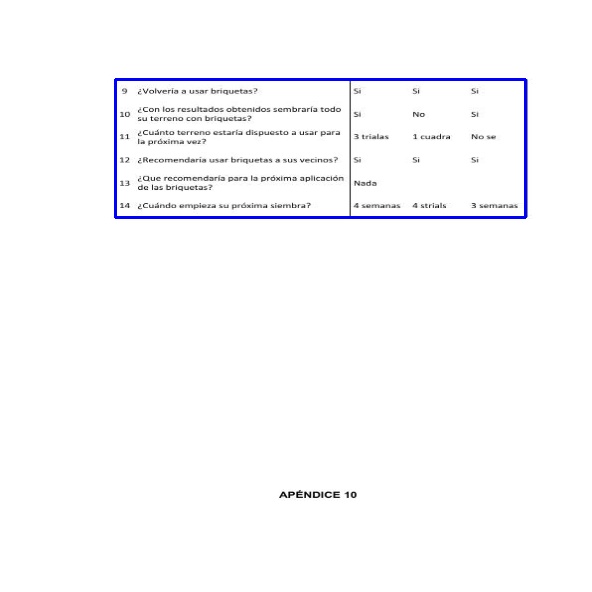 9 ¿Volvería a usar briquetas? Si Si Si
10 ¿Con los resultados obtenidos sembraría todo su terreno con briquetas? Si No Si
11 ¿Cuánto terreno estaría dispuesto a usar para la próxima vez? 3 trialas 1 cuadra No se
12 ¿Recomendaría usar briquetas a sus vecinos? Si Si Si
13 ¿Que recomendaría para la próxima aplicación de las briquetas? Nada
14 ¿Cuándo empieza su próxima siembra? 4 semanas 4 strials 3 semanas
APÉNDICE 10